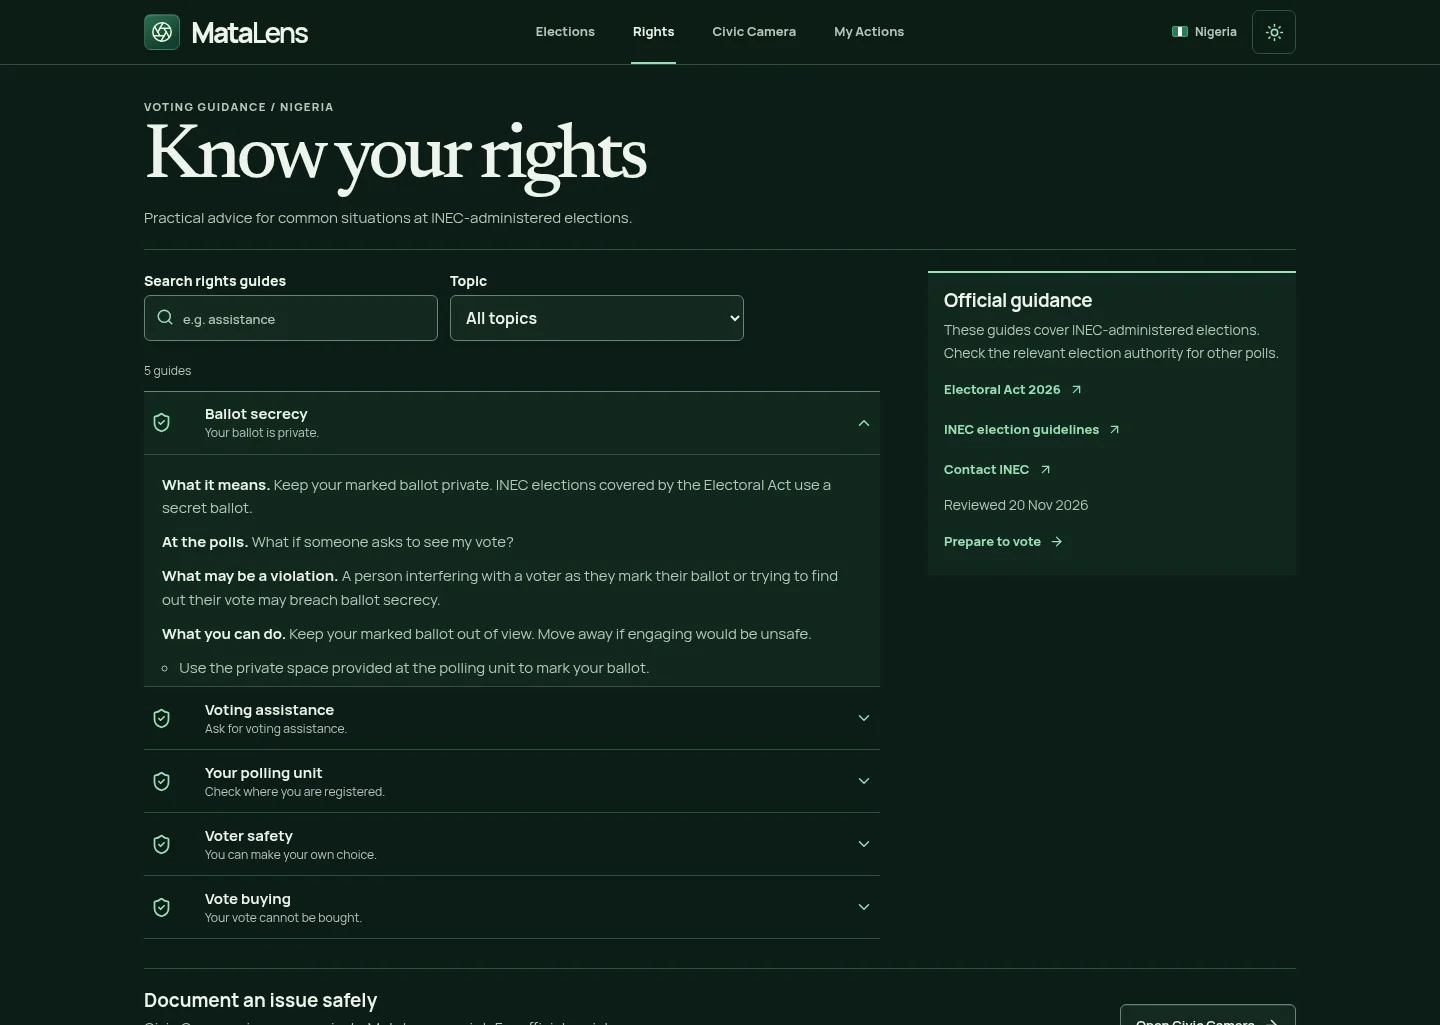 MataLens
Elections
Rights
Civic Camera
My Actions
Nigeria
VOTING GUIDANCE / NIGERIA
Know your rights
Practical advice for common situations at INEC-administered elections.
Search rights guides
Topic
e.g. assistance
All topics
5 guides
Ballot secrecy
Your ballot is private.
What it means. Keep your marked ballot private. INEC elections covered by the Electoral Act use a
secret ballot.
At the polls. What if someone asks to see my vote?
What may be a violation. A person interfering with a voter as they mark their ballot or trying to find
out their vote may breach ballot secrecy.
What you can do. Keep your marked ballot out of view. Move away if engaging would be unsafe.
Use the private space provided at the polling unit to mark your ballot.
Voting assistance
Ask for voting assistance.
Your polling unit
Check where you are registered.
Voter safety
You can make your own choice.
Vote buying
Your vote cannot be bought.
Official guidance
These guides cover INEC-administered elections.
Check the relevant election authority for other polls.
Electoral Act 2026
INEC election guidelines
Contact INEC
Reviewed 20 Nov 2026
Prepare to vote
Document an issue safely
Open Civic Camera